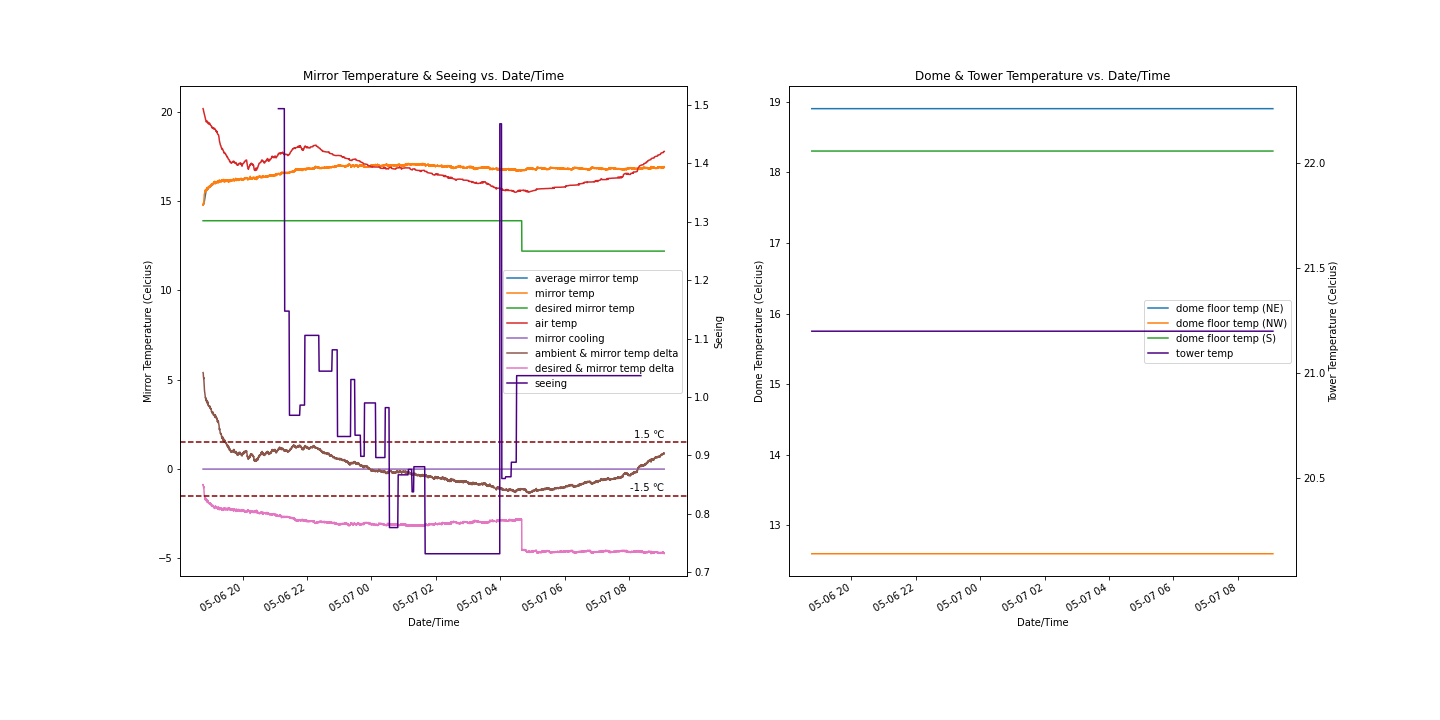 Mirror Temperature & Seeing vs. Date/Time
Mirror Temperature (Celcius)
20
15
10
5
0
−5
1.5
1.4
1.3
1.2
1.1
1.0
0.9
0.8
0.7
Seeing
average mirror temp
mirror temp
desired mirror temp
air temp
mirror cooling
ambient & mirror temp delta
desired & mirror temp delta
seeing
1.5 ℃
-1.5 ℃
05-06 20
05-06 22
05-07 00
05-07 02
05-07 04
05-07 06
05-07 08
Date/Time
Dome & Tower Temperature vs. Date/Time
Dome Temperature (Celcius)
19
18
17
16
15
14
13
22.0
21.5
21.0
20.5
Tower Temperature (Celcius)
dome floor temp (NE)
dome floor temp (NW)
dome floor temp (S)
tower temp
05-06 20
05-06 22
05-07 00
05-07 02
05-07 04
05-07 06
05-07 08
Date/Time